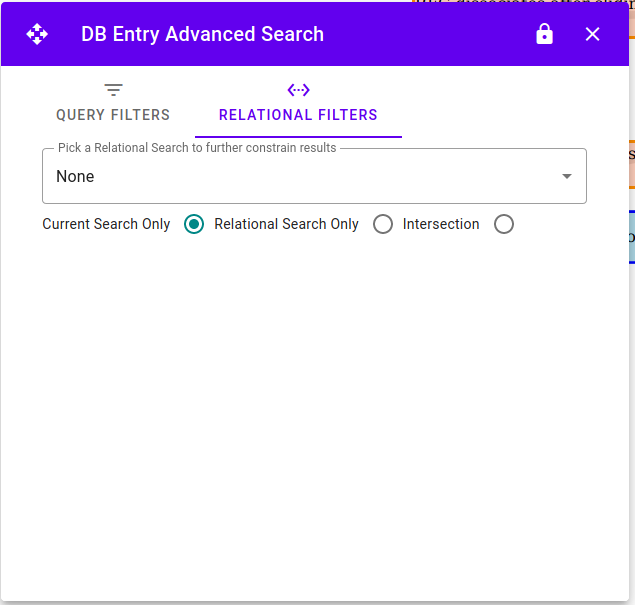 DB Entry Advanced Search
QUERY FILTERS
RELATIONAL FILTERS
Pick a Relational Search to further constrain results
None
Current Search Only
Relational Search Only
Intersection